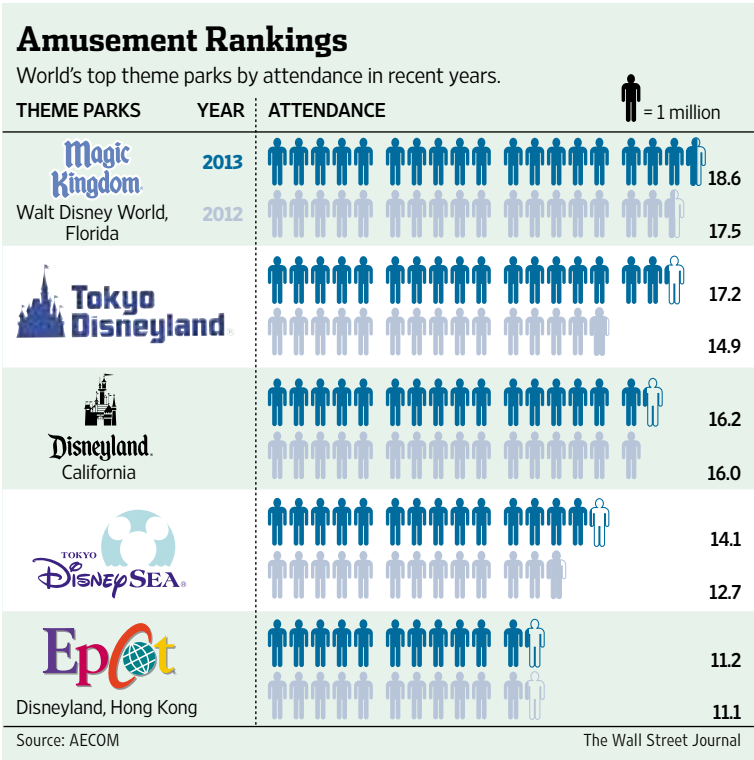 Amusement Rankings
World's top theme parks by attendance in recent years.
THEME PARKS YEAR ATTENDANCE = 1 million
Magic
Kingdom
Walt Disney World,
Florida
2013 18.6
2012 17.5
Tokyo
Disneyland®
17.2
14.9
Disneyland.
California
16.2
16.0
TOKYO
DISNEYSEA®
14.1
12.7
Epcot
Disneyland, Hong Kong
11.2
11.1
Source: AECOM The Wall Street Journal